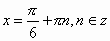 x = π/6 + πn, n ∈ z